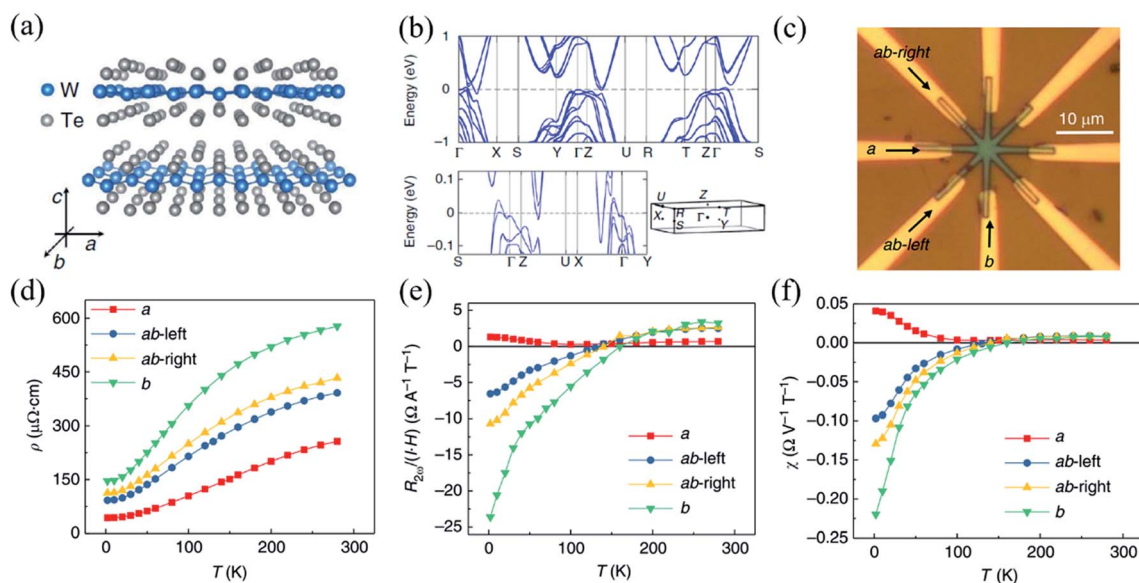 (a)
W
Te
c
a
b
(b)
Energy (eV)
1
0
−1
Γ X S Y Γ Z U R T Z Γ S
Energy (eV)
0.1
0
−0.1
S Γ Z U X Γ Y
U
Z
X
R
S
Γ
T
Y
(c)
ab-right
10 μm
a
ab-left
b
(d)
a
ab-left
ab-right
b
ρ (μΩ·cm)
600
450
300
150
0
0 100 200 300
T (K)
(e)
R2ω/(I·H) (Ω A−1 T−1)
5
0
−5
−10
−15
−20
−25
a
ab-left
ab-right
b
0 100 200 300
T (K)
(f)
χ (Ω V−1 T−1)
0.05
0.00
−0.05
−0.10
−0.15
−0.20
−0.25
a
ab-left
ab-right
b
0 100 200 300
T (K)